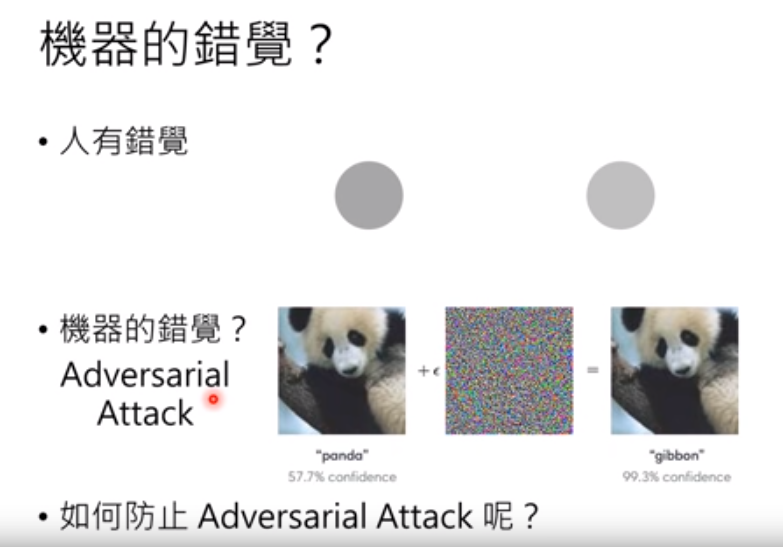 機器的錯覺？
• 人有錯覺
• 機器的錯覺？
Adversarial
Attack
+ ϵ
=
“panda”
57.7% confidence
“gibbon”
99.3% confidence
• 如何防止 Adversarial Attack 呢？